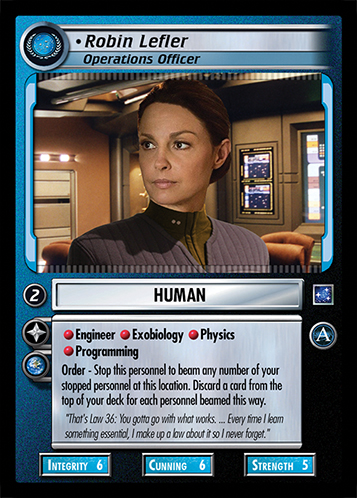 • Robin Lefler
Operations Officer
2
HUMAN
Engineer Exobiology Physics
Programming
A
Order - Stop this personnel to beam any number of your
stopped personnel at this location. Discard a card from the
top of your deck for each personnel beamed this way.
"That's Law 36: You gotta go with what works. ... Every time I learn
something essential, I make up a law about it so I never forget."
INTEGRITY 6 CUNNING 6 STRENGTH 5